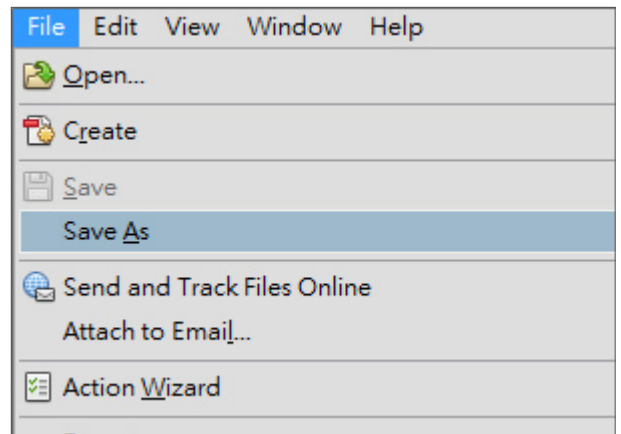 File Edit View Window Help
Open...
Create
Save
Save As
Send and Track Files Online
Attach to Email...
Action Wizard